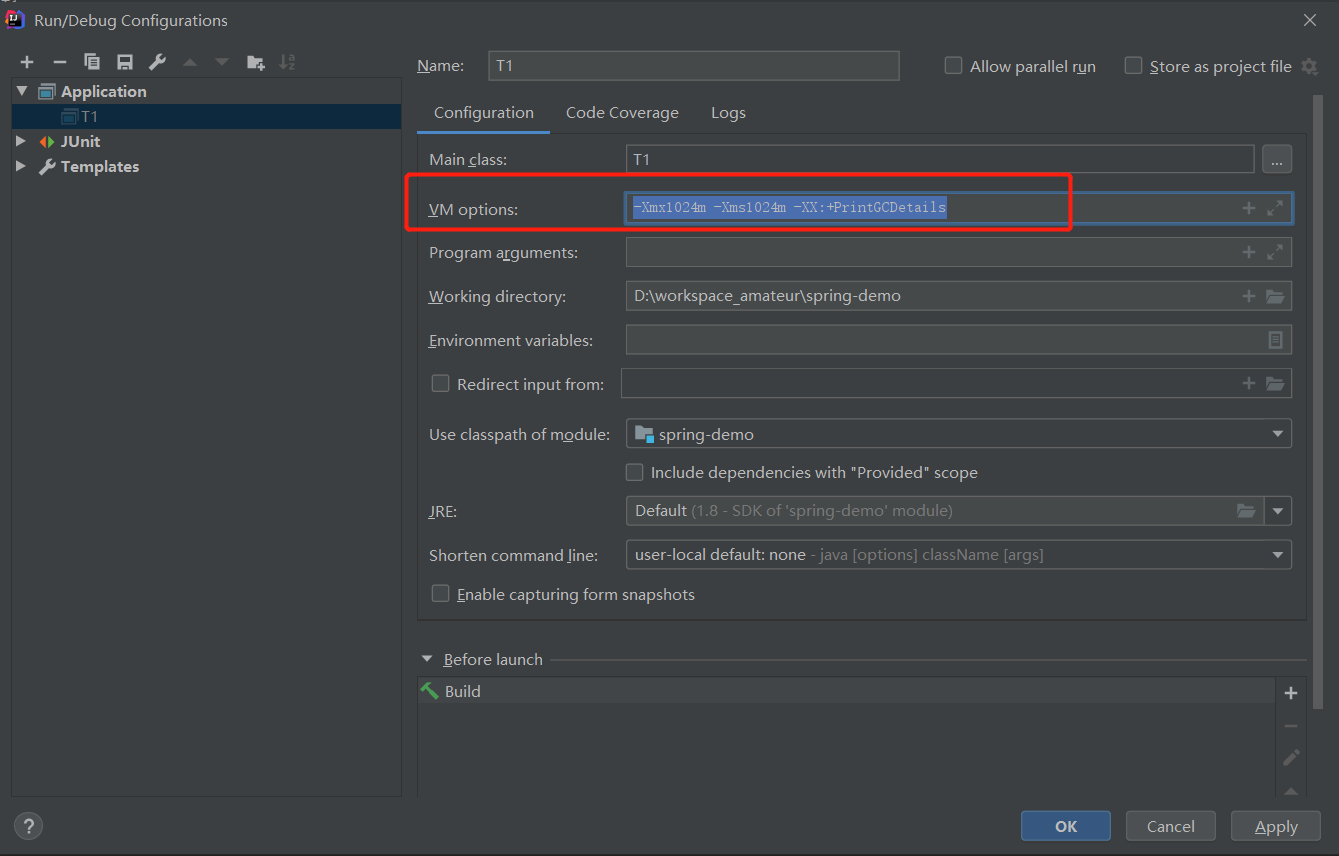 Run/Debug Configurations
Name: T1
Allow parallel run
Store as project file
Application
T1
JUnit
Templates
Configuration Code Coverage Logs
Main class: T1 ...
VM options: -Xmx1024m -Xms1024m -XX:+PrintGCDetails
Program arguments:
Working directory: D:\workspace_amateur\spring-demo
Environment variables:
Redirect input from:
Use classpath of module: spring-demo
Include dependencies with "Provided" scope
JRE: Default (1.8 - SDK of 'spring-demo' module)
Shorten command line: user-local default: none - java [options] className [args]
Enable capturing form snapshots
Before launch
Build
? OK Cancel Apply